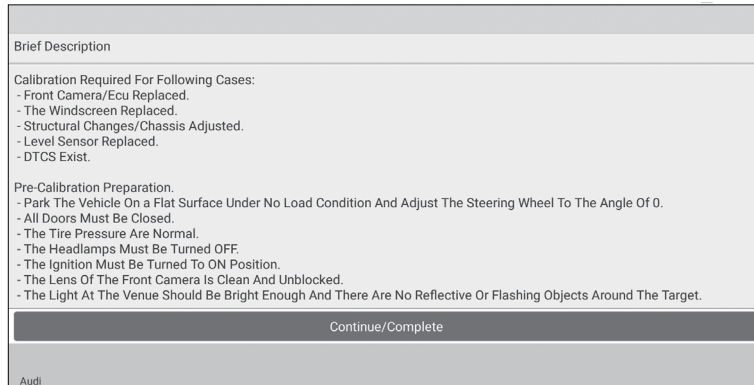 Brief Description
Calibration Required For Following Cases:
- Front Camera/Ecu Replaced.
- The Windscreen Replaced.
- Structural Changes/Chassis Adjusted.
- Level Sensor Replaced.
- DTCS Exist.
Pre-Calibration Preparation.
- Park The Vehicle On a Flat Surface Under No Load Condition And Adjust The Steering Wheel To The Angle Of 0.
- All Doors Must Be Closed.
- The Tire Pressure Are Normal.
- The Headlamps Must Be Turned OFF.
- The Ignition Must Be Turned To ON Position.
- The Lens Of The Front Camera Is Clean And Unblocked.
- The Light At The Venue Should Be Bright Enough And There Are No Reflective Or Flashing Objects Around The Target.
Continue/Complete
Audi